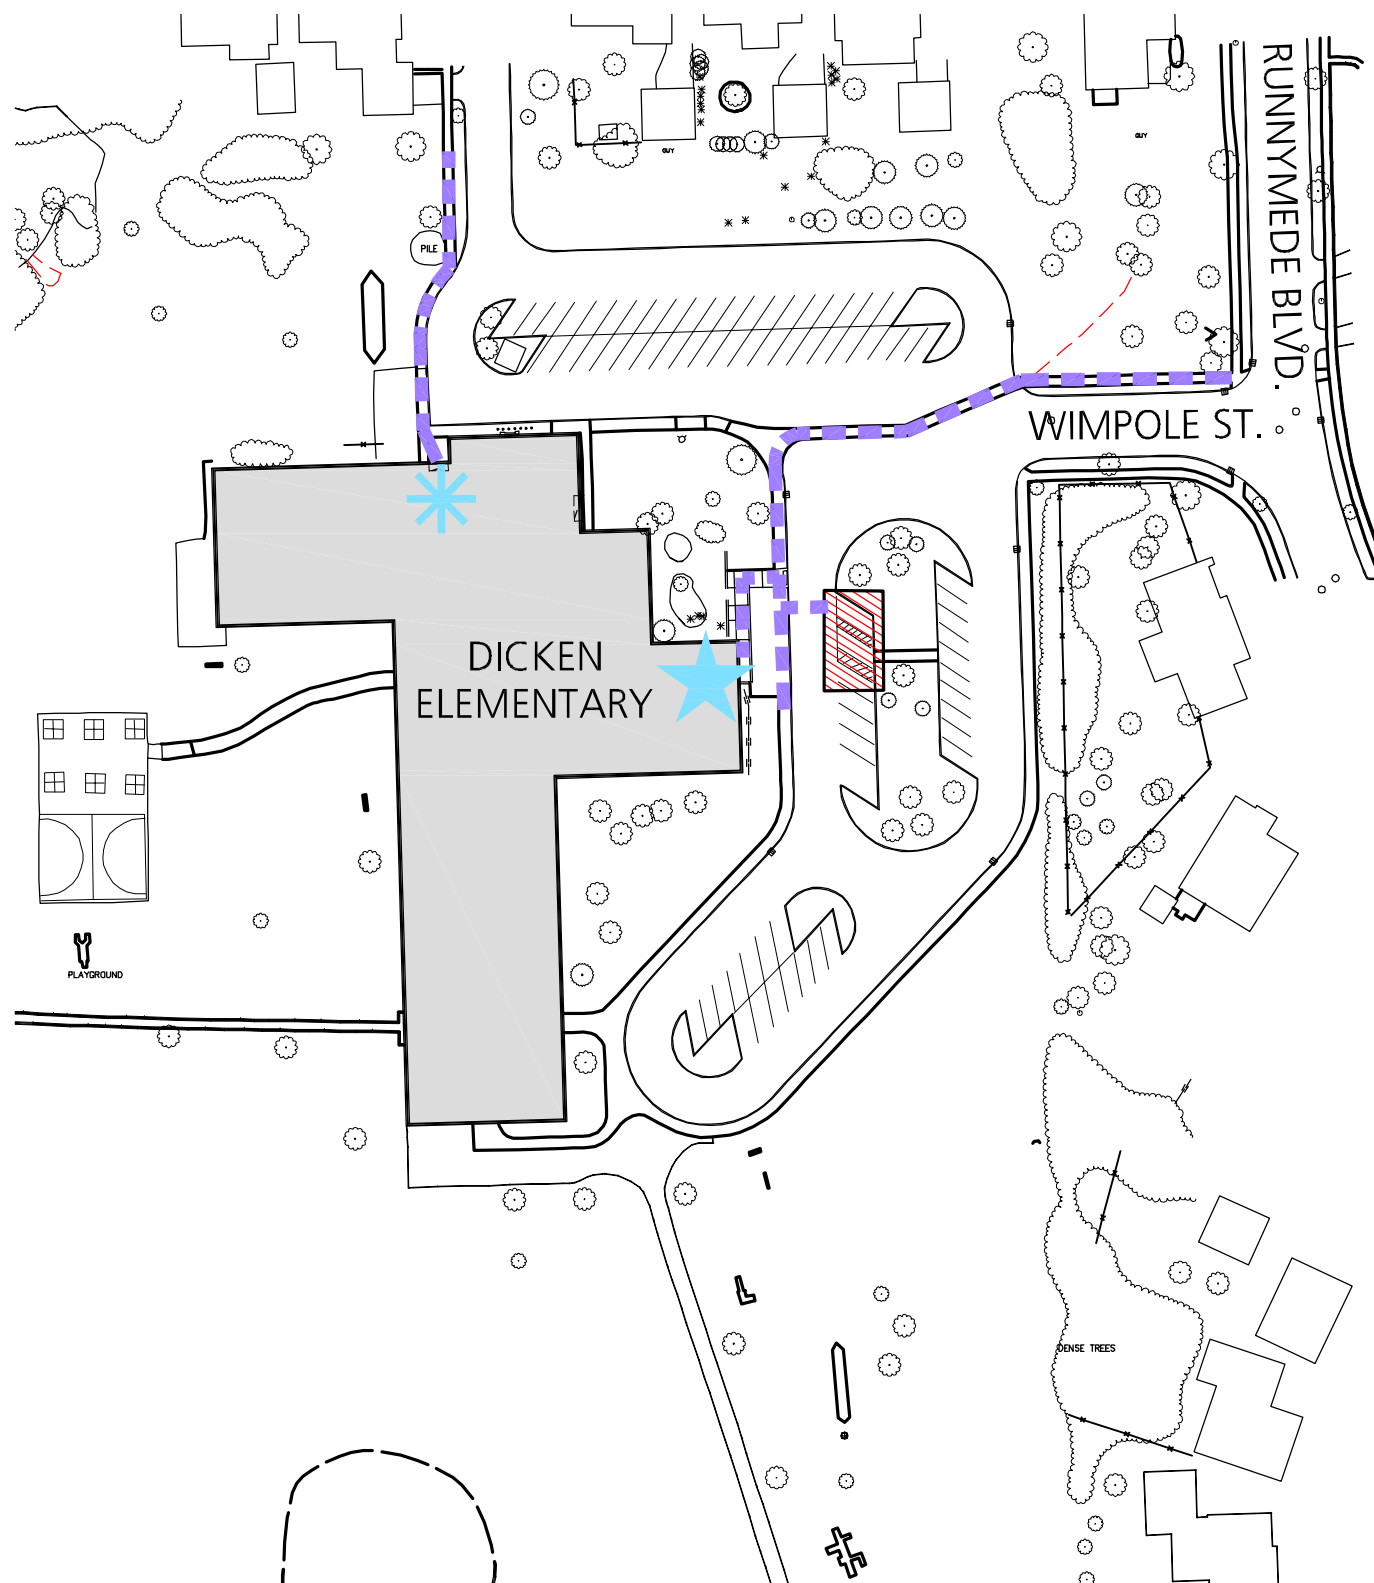 GUY
GUY
RUNNYMEDE BLVD.
PILE
WIMPOLE ST.
DICKEN
ELEMENTARY
PLAYGROUND
DENSE TREES